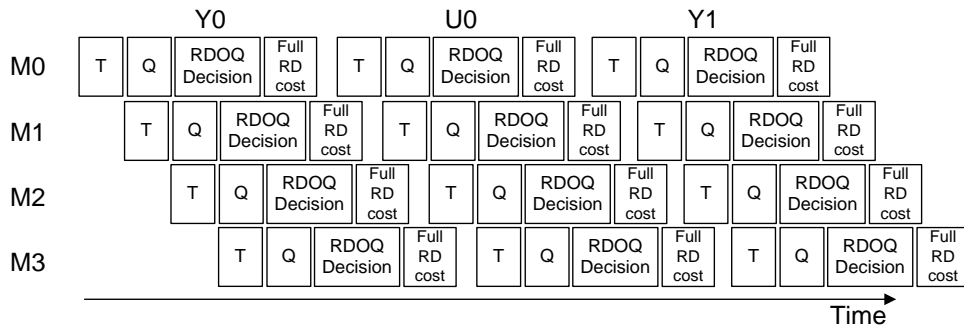 Y0 U0 Y1
M0 T Q RDOQ Decision Full RD cost T Q RDOQ Decision Full RD cost T Q RDOQ Decision Full RD cost
M1 T Q RDOQ Decision Full RD cost T Q RDOQ Decision Full RD cost T Q RDOQ Decision Full RD cost
M2 T Q RDOQ Decision Full RD cost T Q RDOQ Decision Full RD cost T Q RDOQ Decision Full RD cost
M3 T Q RDOQ Decision Full RD cost T Q RDOQ Decision Full RD cost T Q RDOQ Decision Full RD cost
Time